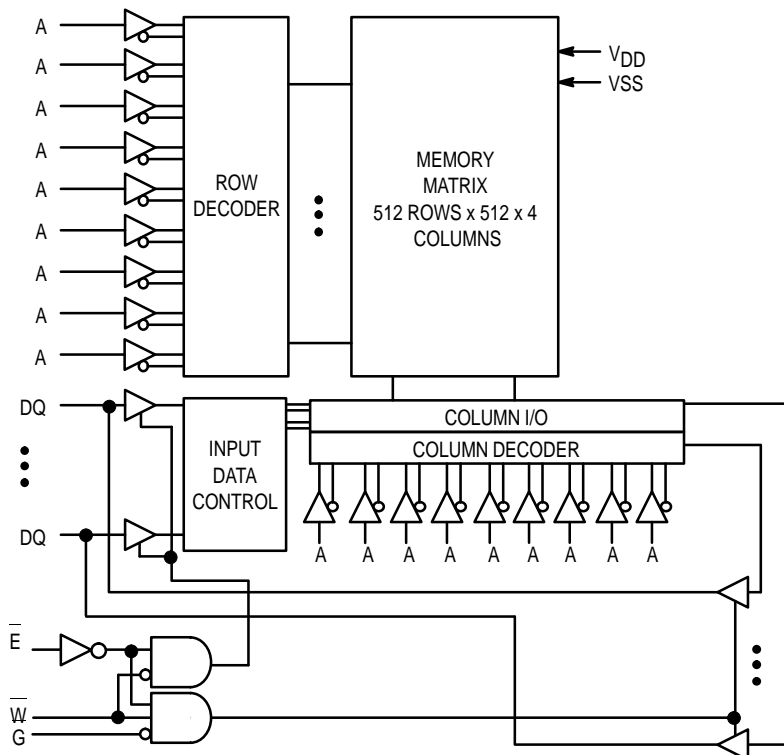 A
A
A
A
A
A
A
A
A
ROW
DECODER
MEMORY
MATRIX
512 ROWS x 512 x 4
COLUMNS
VDD
VSS
DQ
DQ
INPUT
DATA
CONTROL
COLUMN I/O
COLUMN DECODER
A A A A A A A A A
E
W
G